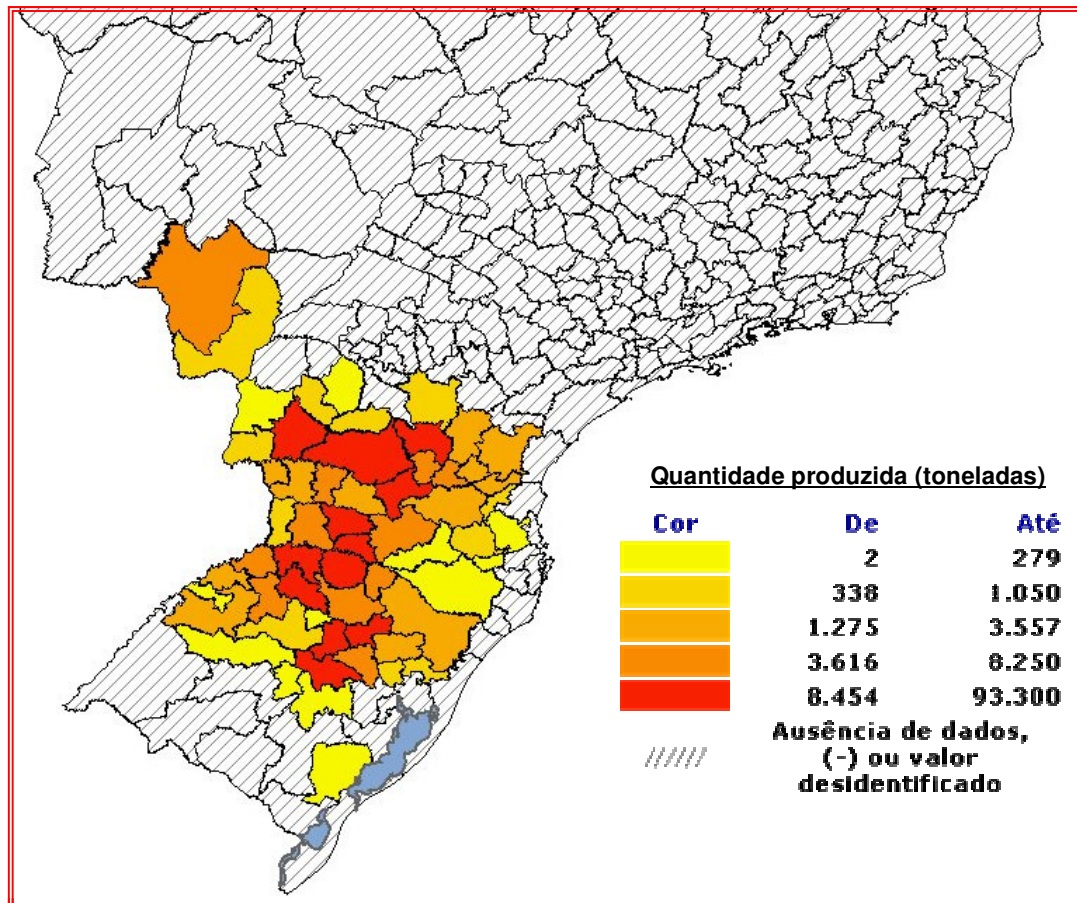 Quantidade produzida (toneladas)
Cor De Até
2 279
338 1.050
1.275 3.557
3.616 8.250
8.454 93.300
Ausência de dados,
(-) ou valor
desidentificado